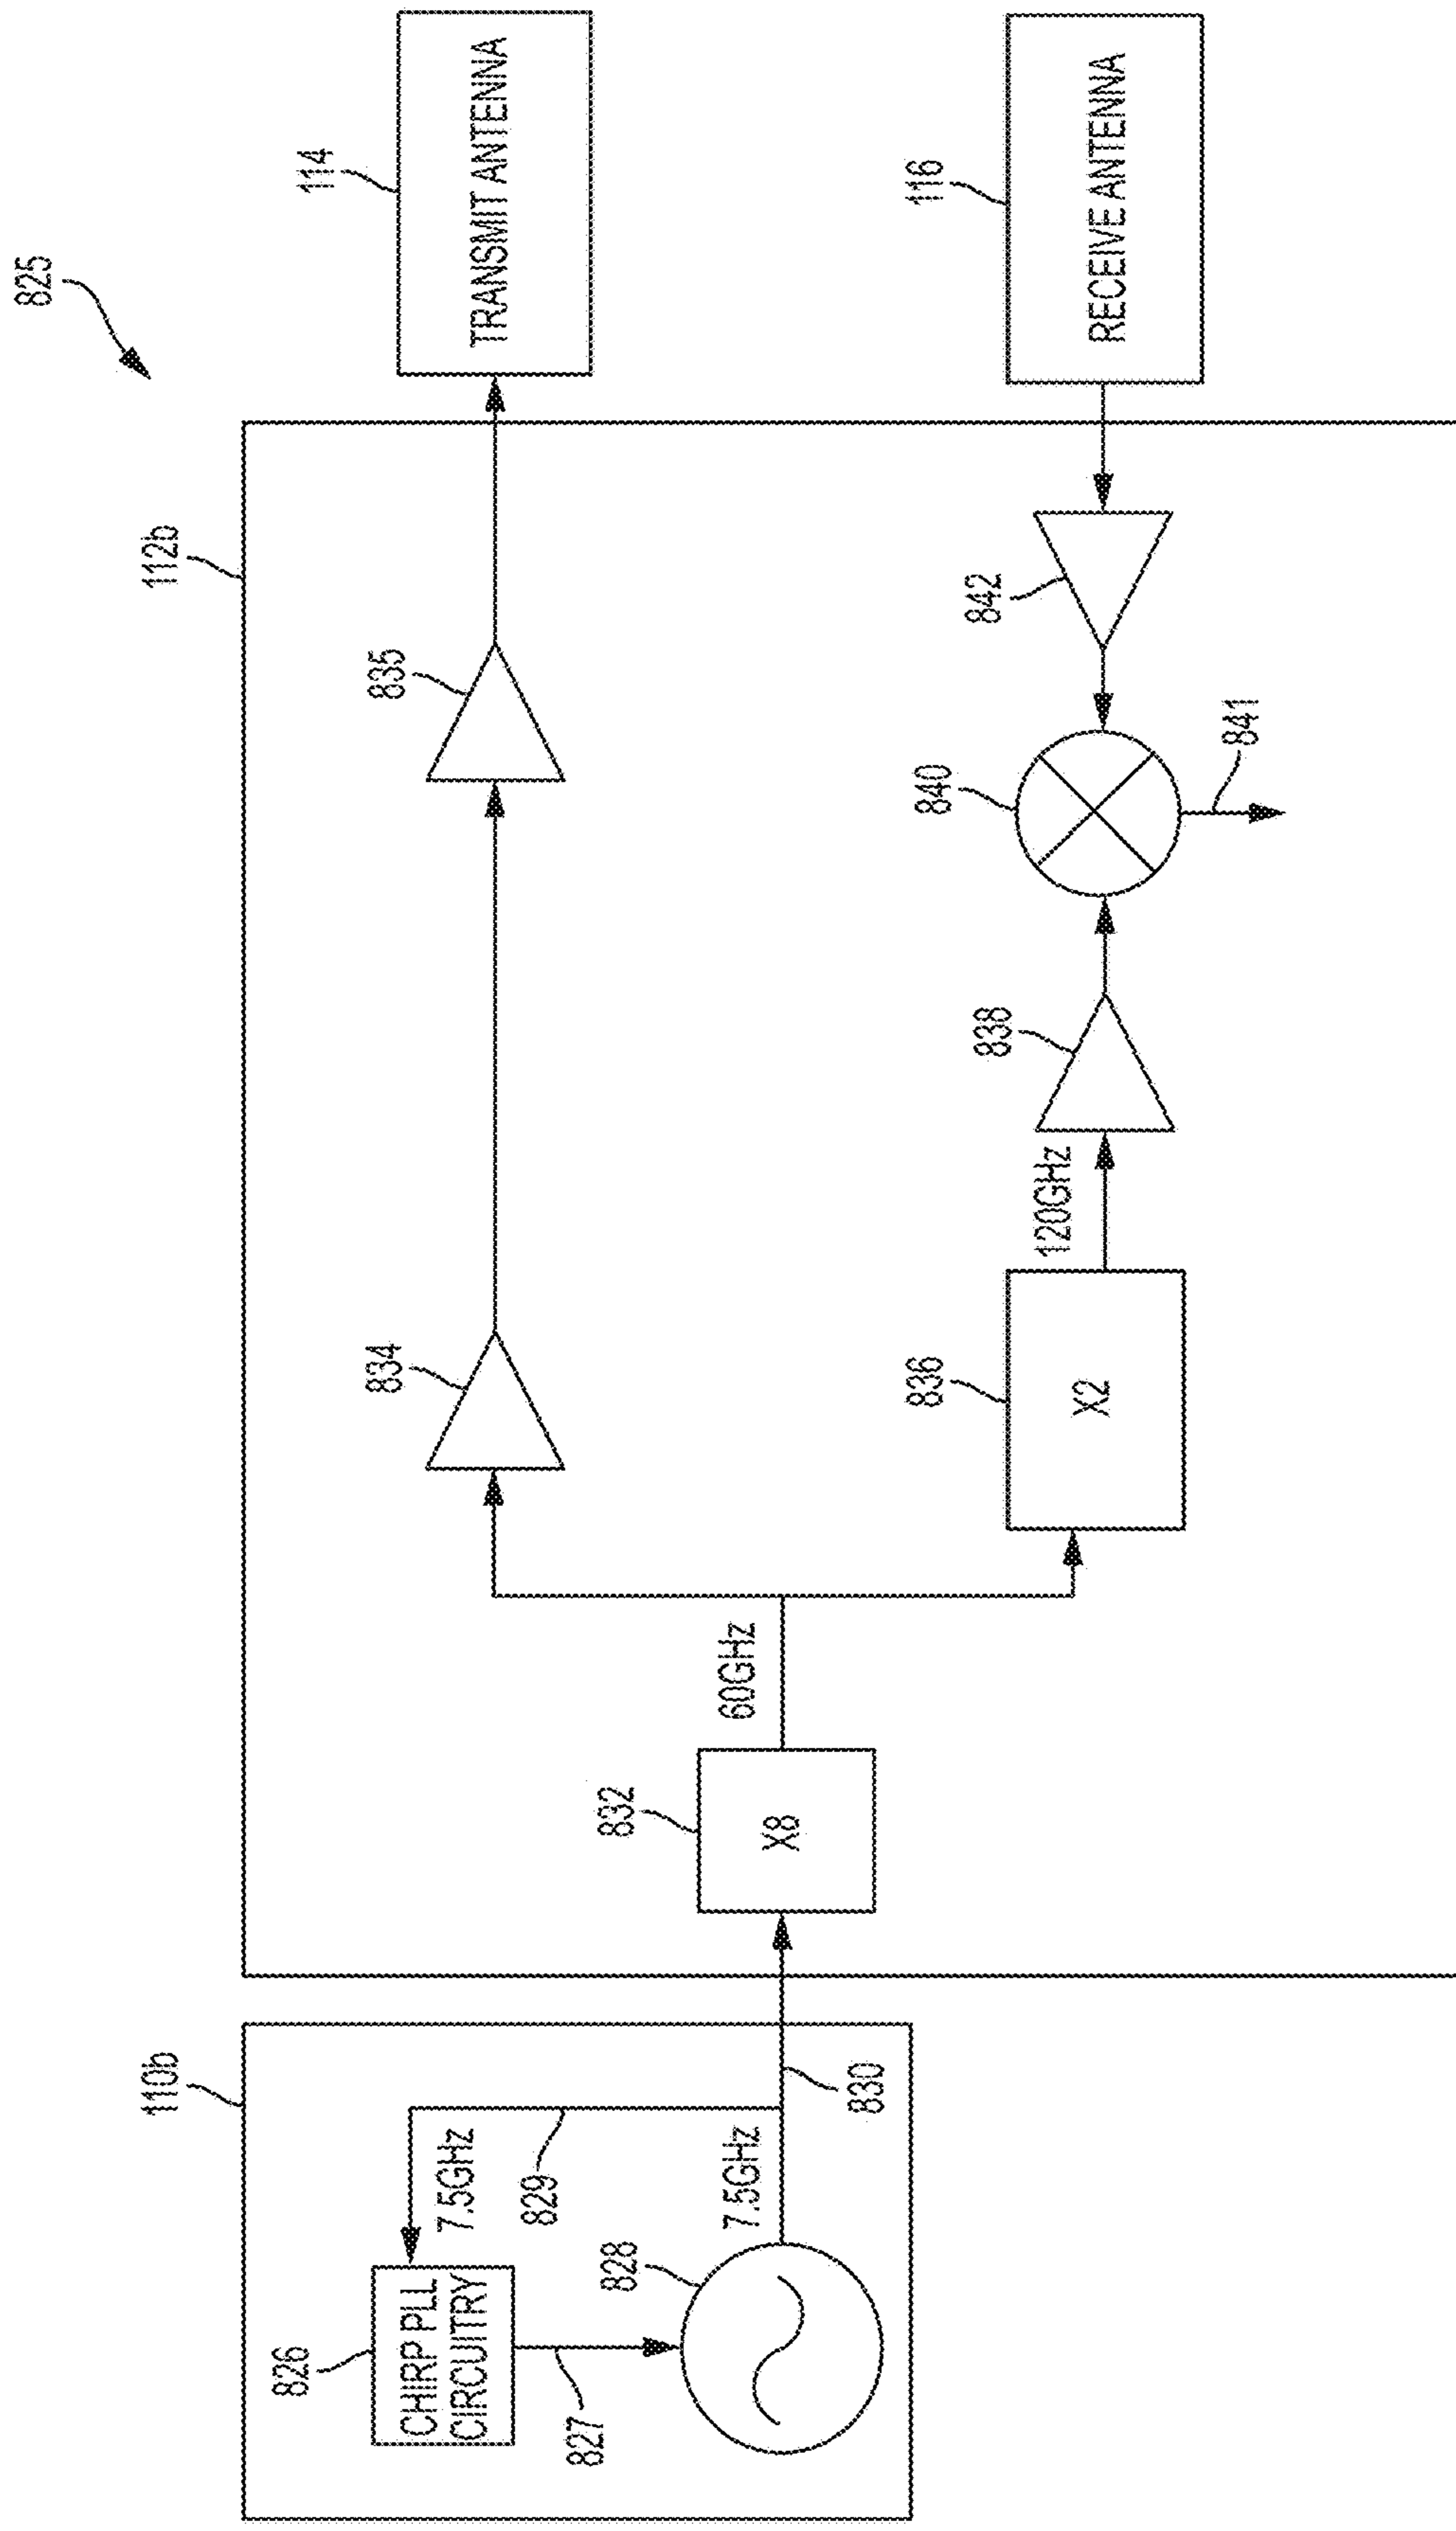 825
110b
826
CHIRP PLL
CIRCUITRY
7.5GHz
829
827
828
7.5GHz
830
112b
832
X8
60GHz
834
835
114
TRANSMIT ANTENNA
836
X2
120GHz
838
840
841
842
116
RECEIVE ANTENNA